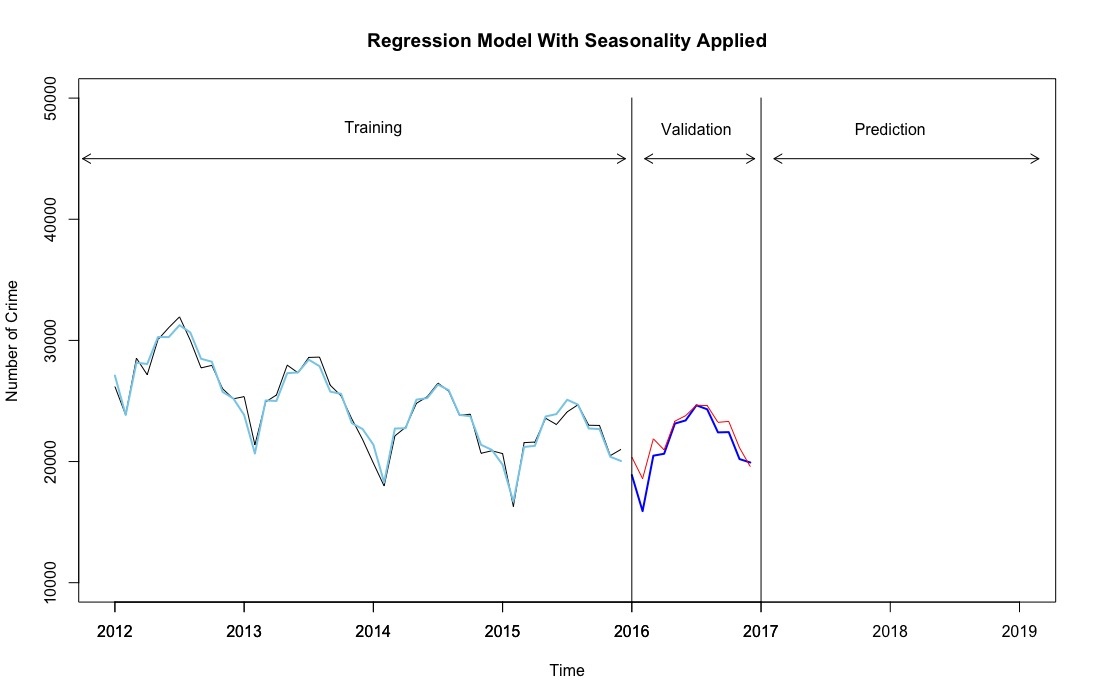 Regression Model With Seasonality Applied
Training
Validation
Prediction
Number of Crime
50000
40000
30000
20000
10000
2012
2013
2014
2015
2016
2017
2018
2019
Time